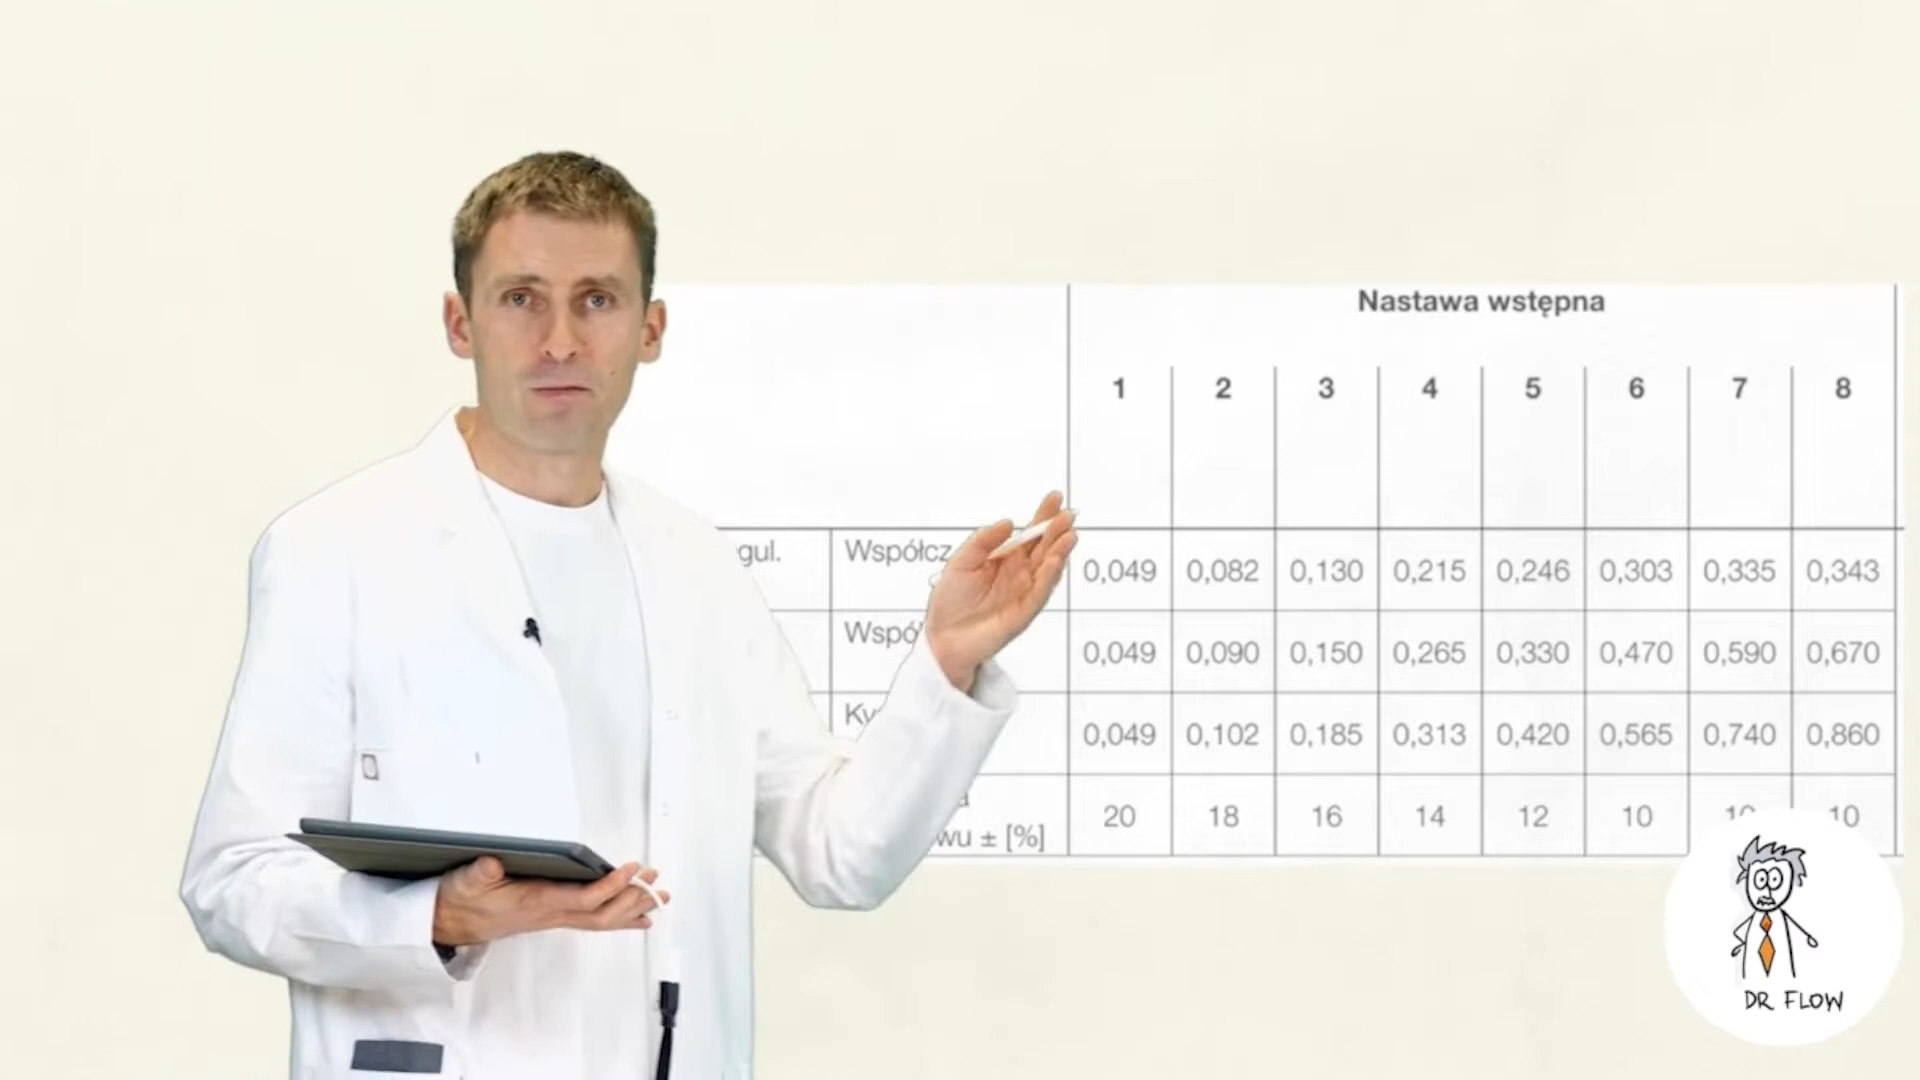 Nastawa wstępna
1 2 3 4 5 6 7 8
gul. 0,049 0,082 0,130 0,215 0,246 0,303 0,335 0,343
0,049 0,090 0,150 0,265 0,330 0,470 0,590 0,670
0,049 0,102 0,185 0,313 0,420 0,565 0,740 0,860
wu ± [%] 20 18 16 14 12 10 10 10
DR FLOW